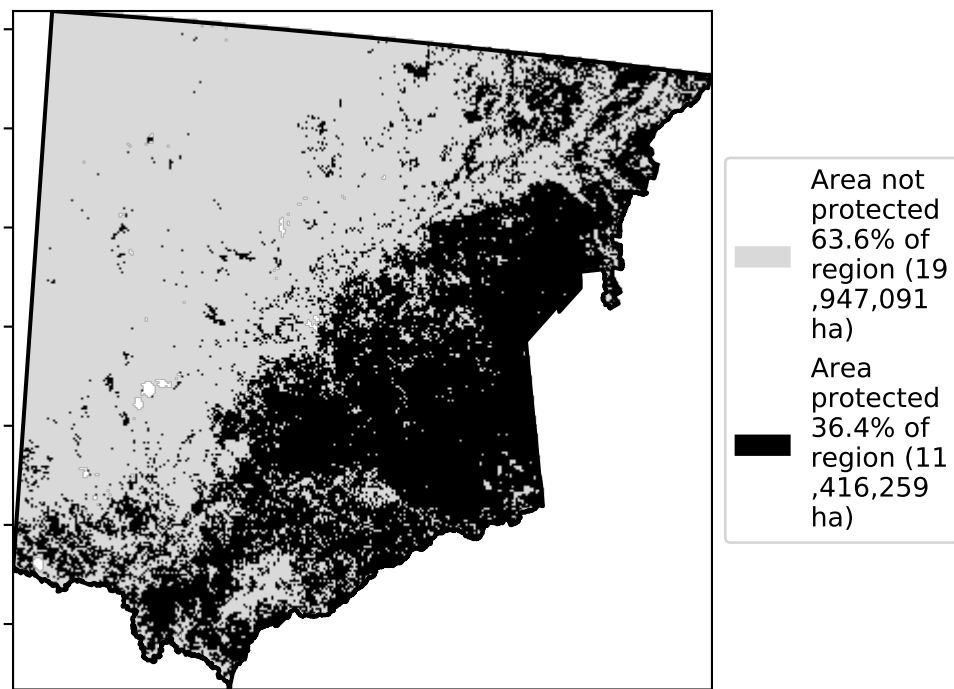 Area not
protected
63.6% of
region (19
,947,091
ha)
Area
protected
36.4% of
region (11
,416,259
ha)